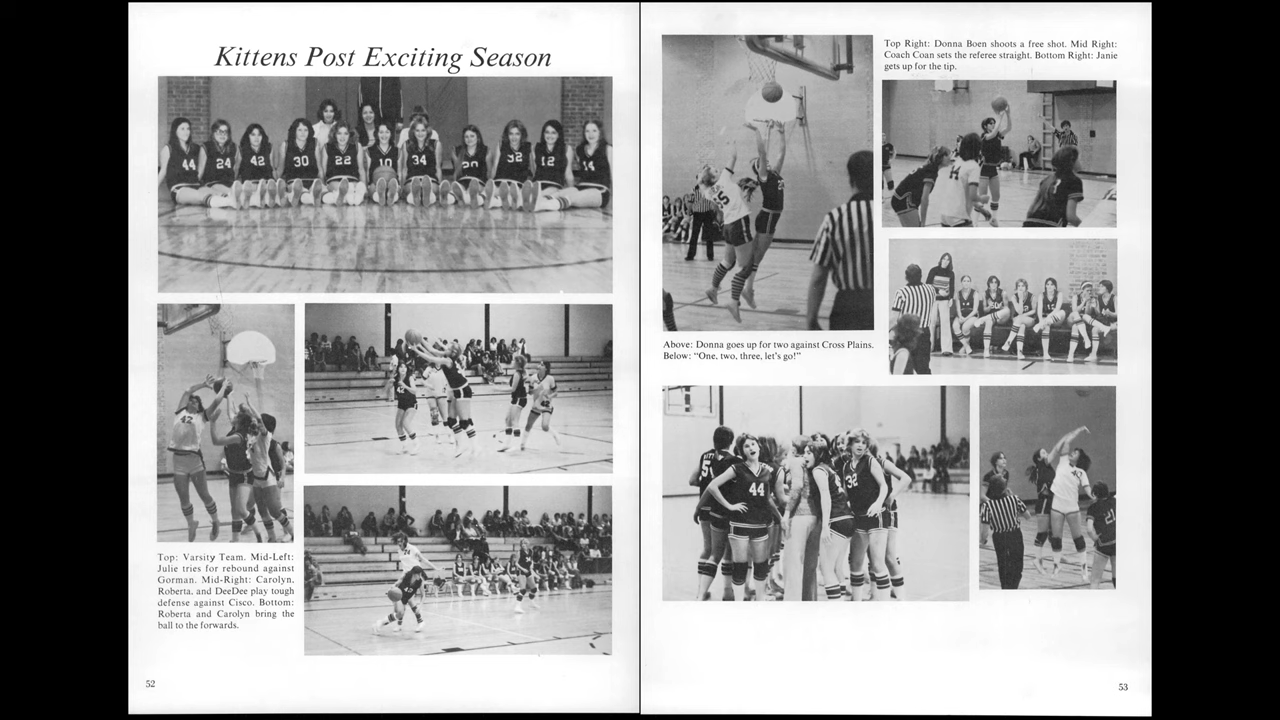 Kittens Post Exciting Season
44
24
42
30
22
10
34
20
32
12
14
42
Top: Varsity Team. Mid-Left:
Julie tries for rebound against
Gorman. Mid-Right: Carolyn,
Roberta, and DeeDee play tough
defense against Cisco. Bottom:
Roberta and Carolyn bring the
ball to the forwards.
52
Top Right: Donna Boen shoots a free shot. Mid Right:
Coach Coan sets the referee straight. Bottom Right: Janie
gets up for the tip.
Above: Donna goes up for two against Cross Plains.
Below: “One, two, three, let’s go!”
44
32
53